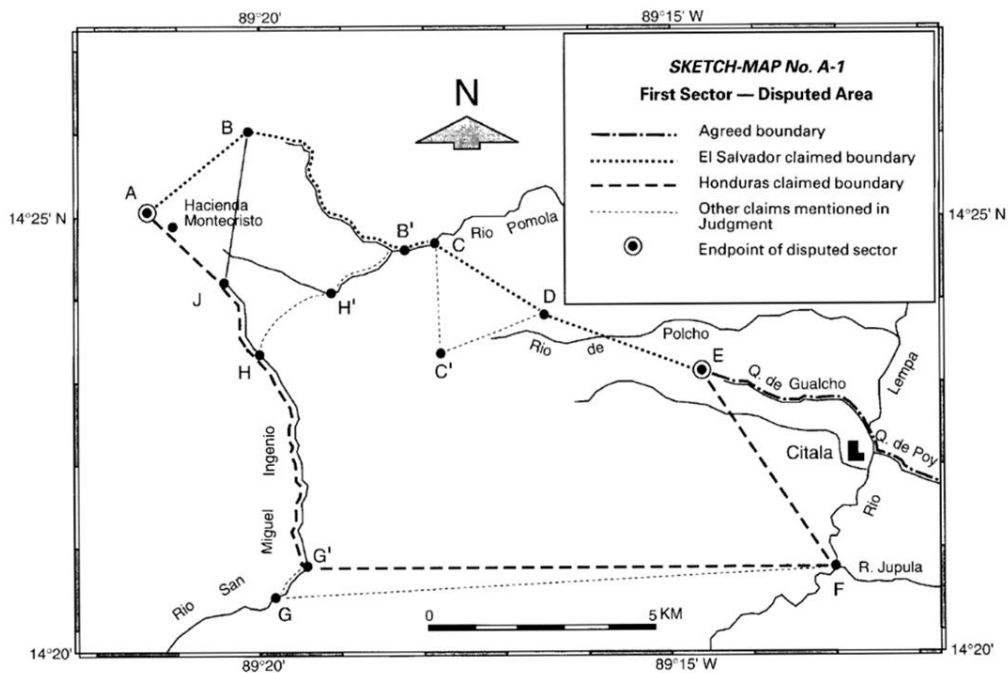 89°20'
89°15' W
SKETCH-MAP No. A-1
First Sector — Disputed Area
Agreed boundary
El Salvador claimed boundary
Honduras claimed boundary
Other claims mentioned in
Judgment
Endpoint of disputed sector
N
B
A
Hacienda
Montecristo
14°25' N
14°25' N
B'
C
Rio
Pomola
J
H'
D
H
C'
Rio
de
Polcho
E
Q. de Gualcho
Lempa
Citala
Q. de Poy
Rio
San
Miguel
Ingenio
G'
G
Rio
F
R. Jupula
0
5 KM
14°20'
14°20'
89°20'
89°15' W